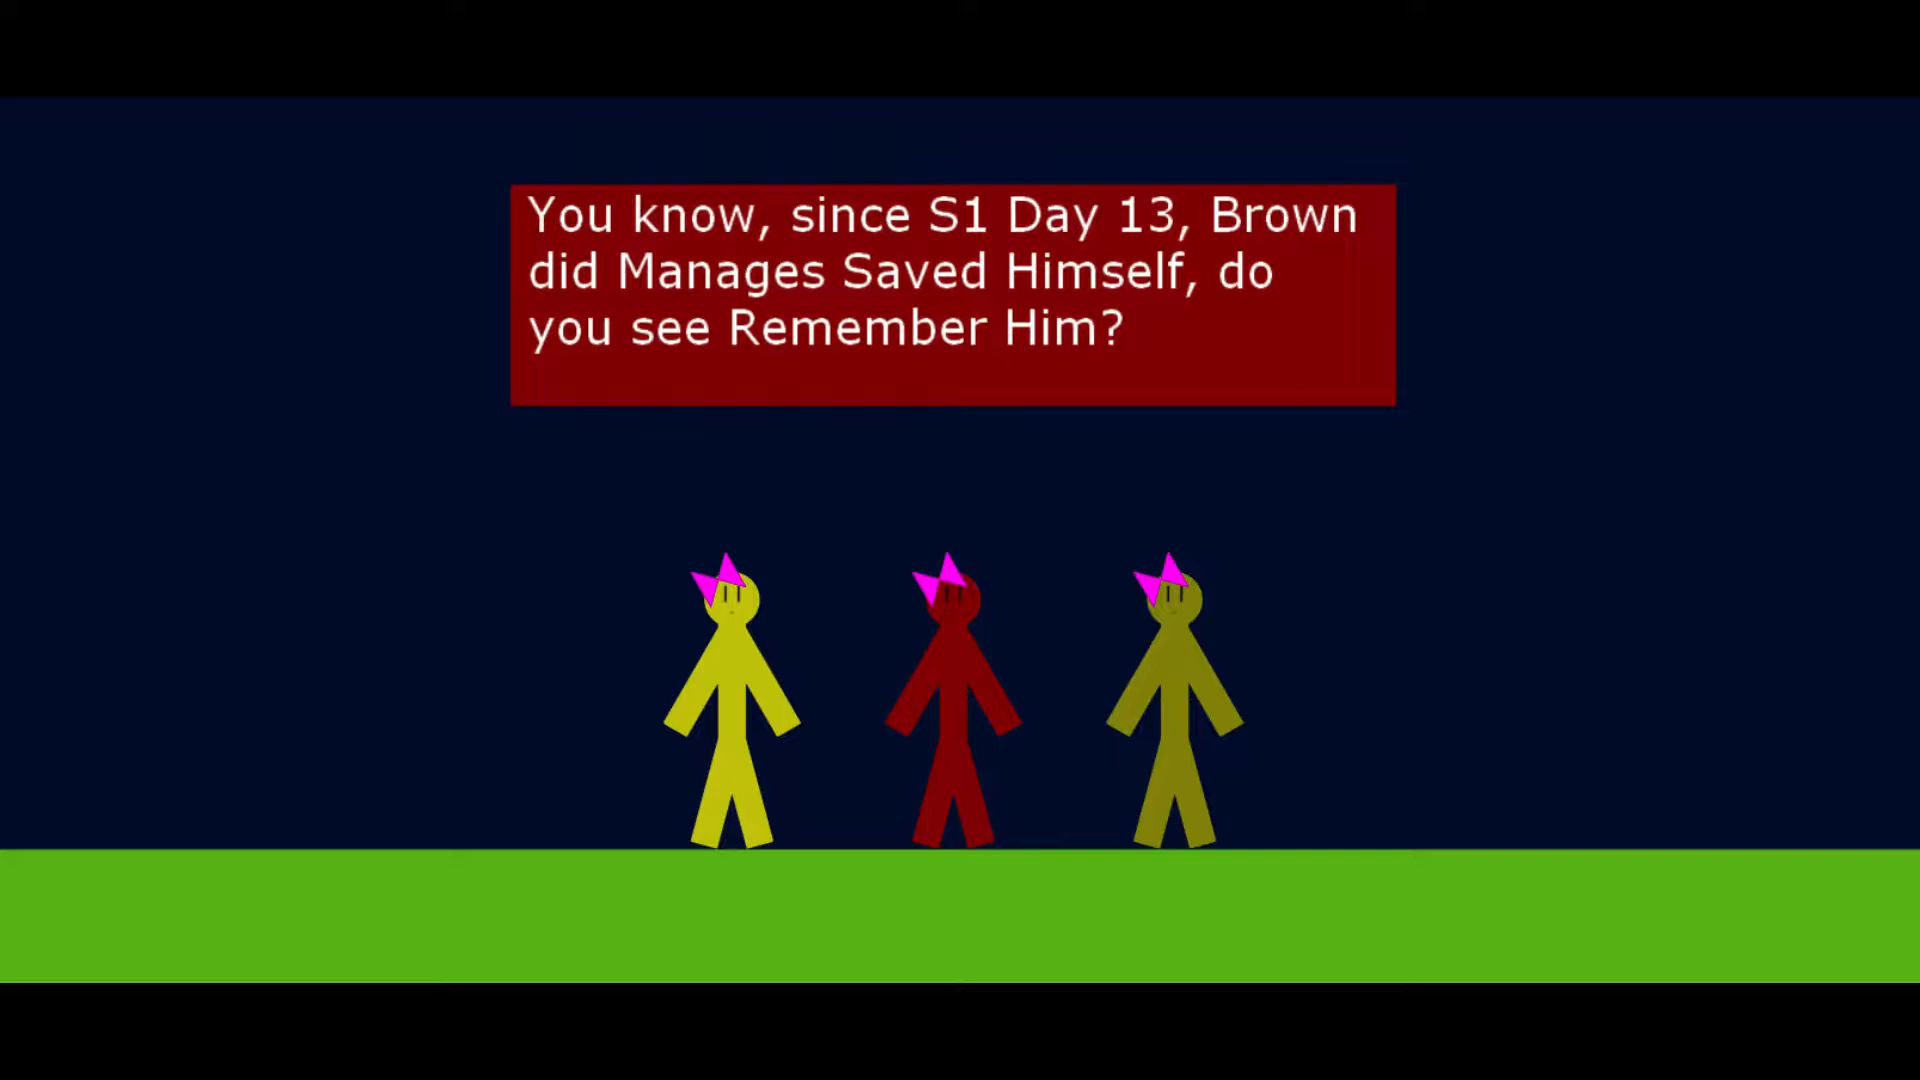 You know, since S1 Day 13, Brown
did Manages Saved Himself, do
you see Remember Him?